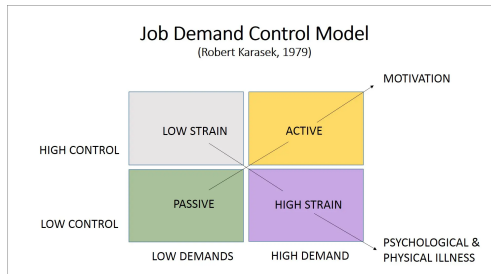 Job Demand Control Model
(Robert Karasek, 1979)
MOTIVATION
LOW STRAIN
ACTIVE
HIGH CONTROL
PASSIVE
HIGH STRAIN
LOW CONTROL
PSYCHOLOGICAL &
PHYSICAL ILLNESS
LOW DEMANDS
HIGH DEMAND